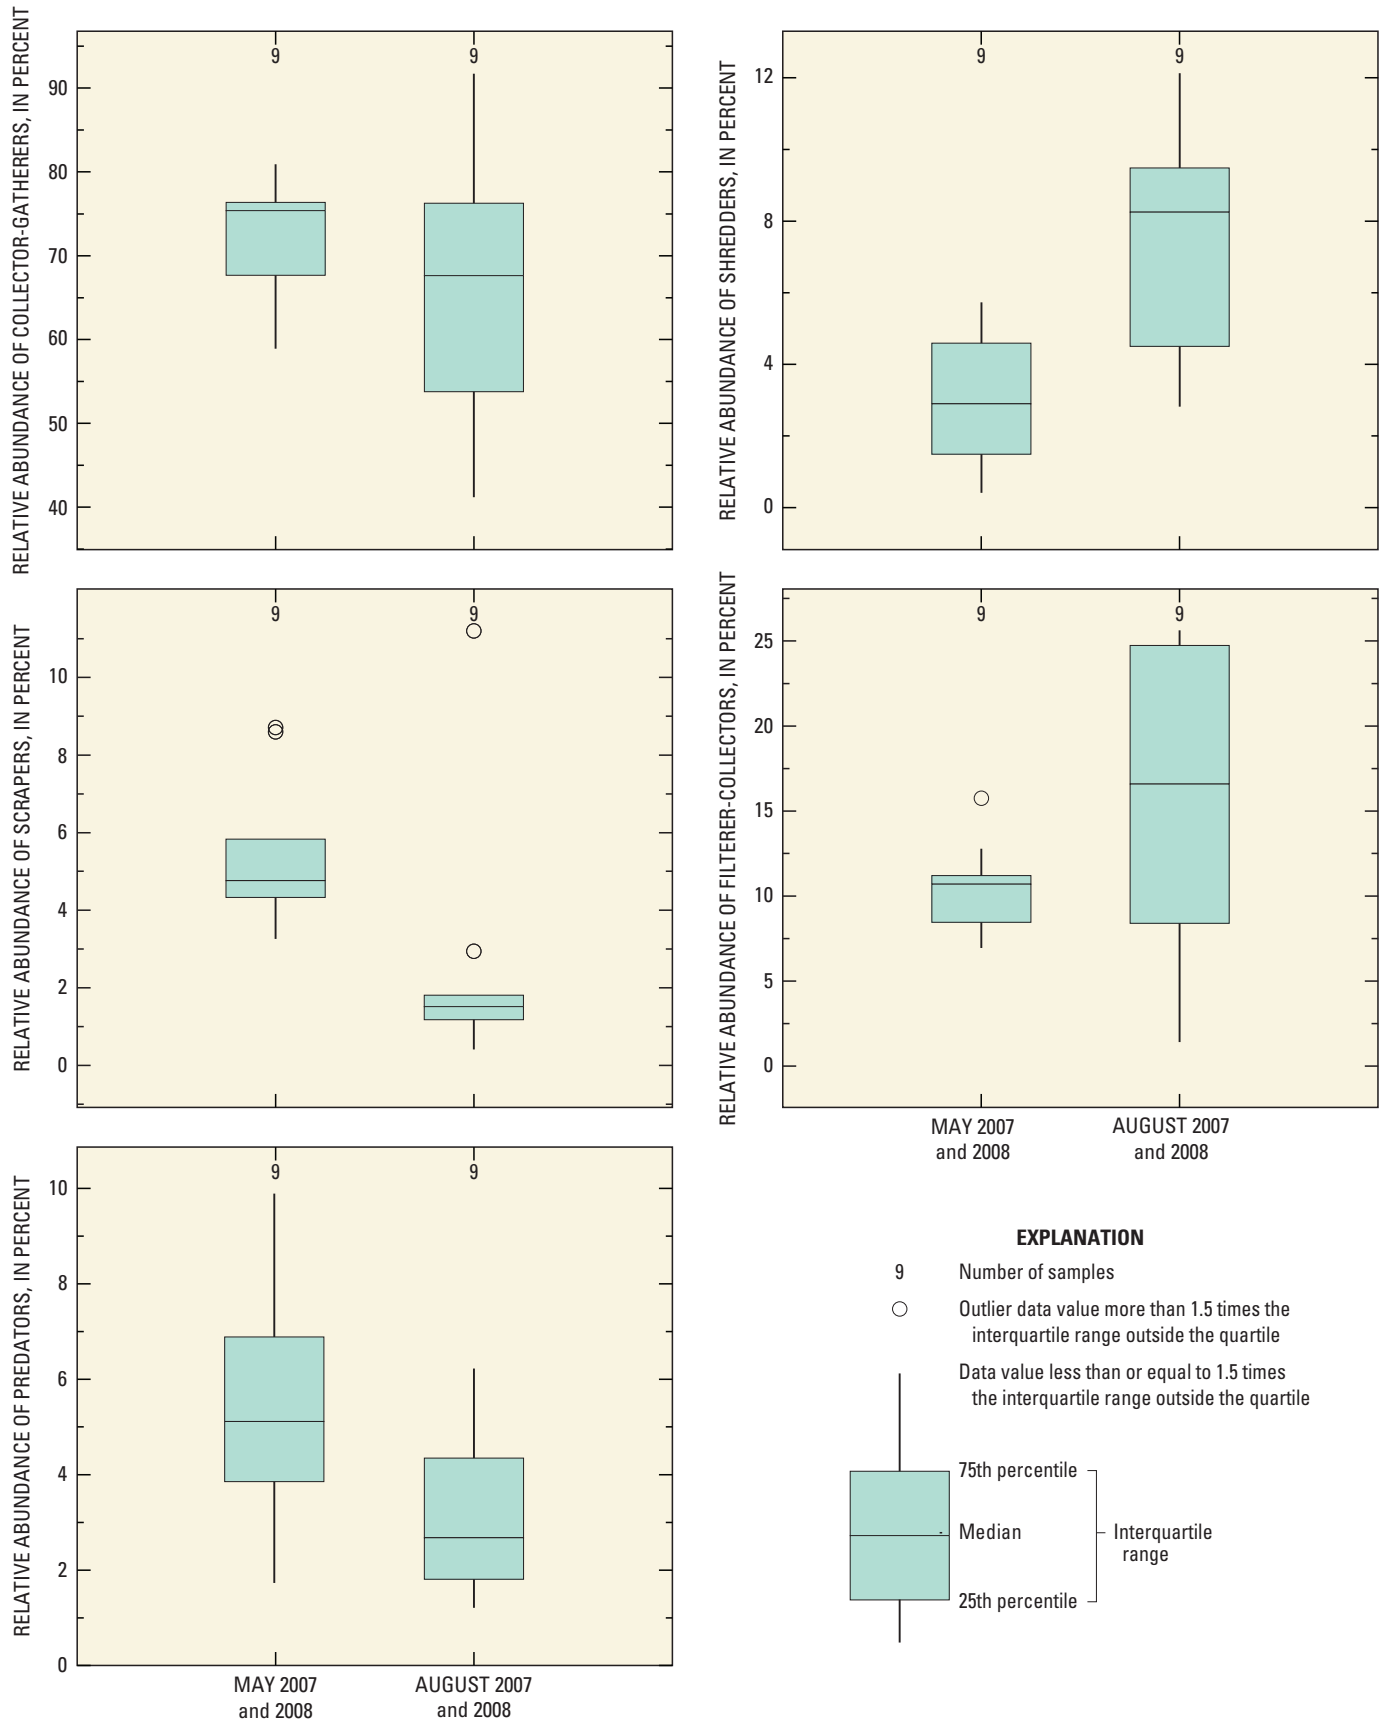 RELATIVE ABUNDANCE OF COLLECTOR-GATHERERS, IN PERCENT
9 9
90
80
70
60
50
40
RELATIVE ABUNDANCE OF SHREDDERS, IN PERCENT
9 9
12
8
4
0
RELATIVE ABUNDANCE OF SCRAPERS, IN PERCENT
9 9
10
8
6
4
2
0
RELATIVE ABUNDANCE OF FILTERER-COLLECTORS, IN PERCENT
9 9
25
20
15
10
5
0
MAY 2007 AUGUST 2007
and 2008 and 2008
RELATIVE ABUNDANCE OF PREDATORS, IN PERCENT
9 9
10
8
6
4
2
0
MAY 2007 AUGUST 2007
and 2008 and 2008
EXPLANATION
9 Number of samples
Outlier data value more than 1.5 times the
interquartile range outside the quartile
Data value less than or equal to 1.5 times
the interquartile range outside the quartile
75th percentile
Median
Interquartile
range
25th percentile